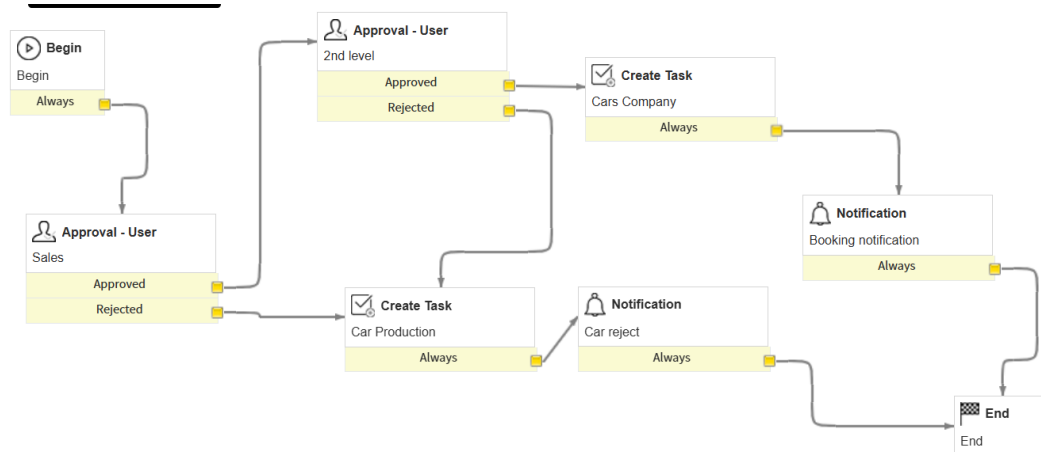 Begin
Begin
Always
Approval - User
2nd level
Approved
Rejected
Create Task
Cars Company
Always
Approval - User
Sales
Approved
Rejected
Notification
Booking notification
Always
Create Task
Car Production
Always
Notification
Car reject
Always
End
End